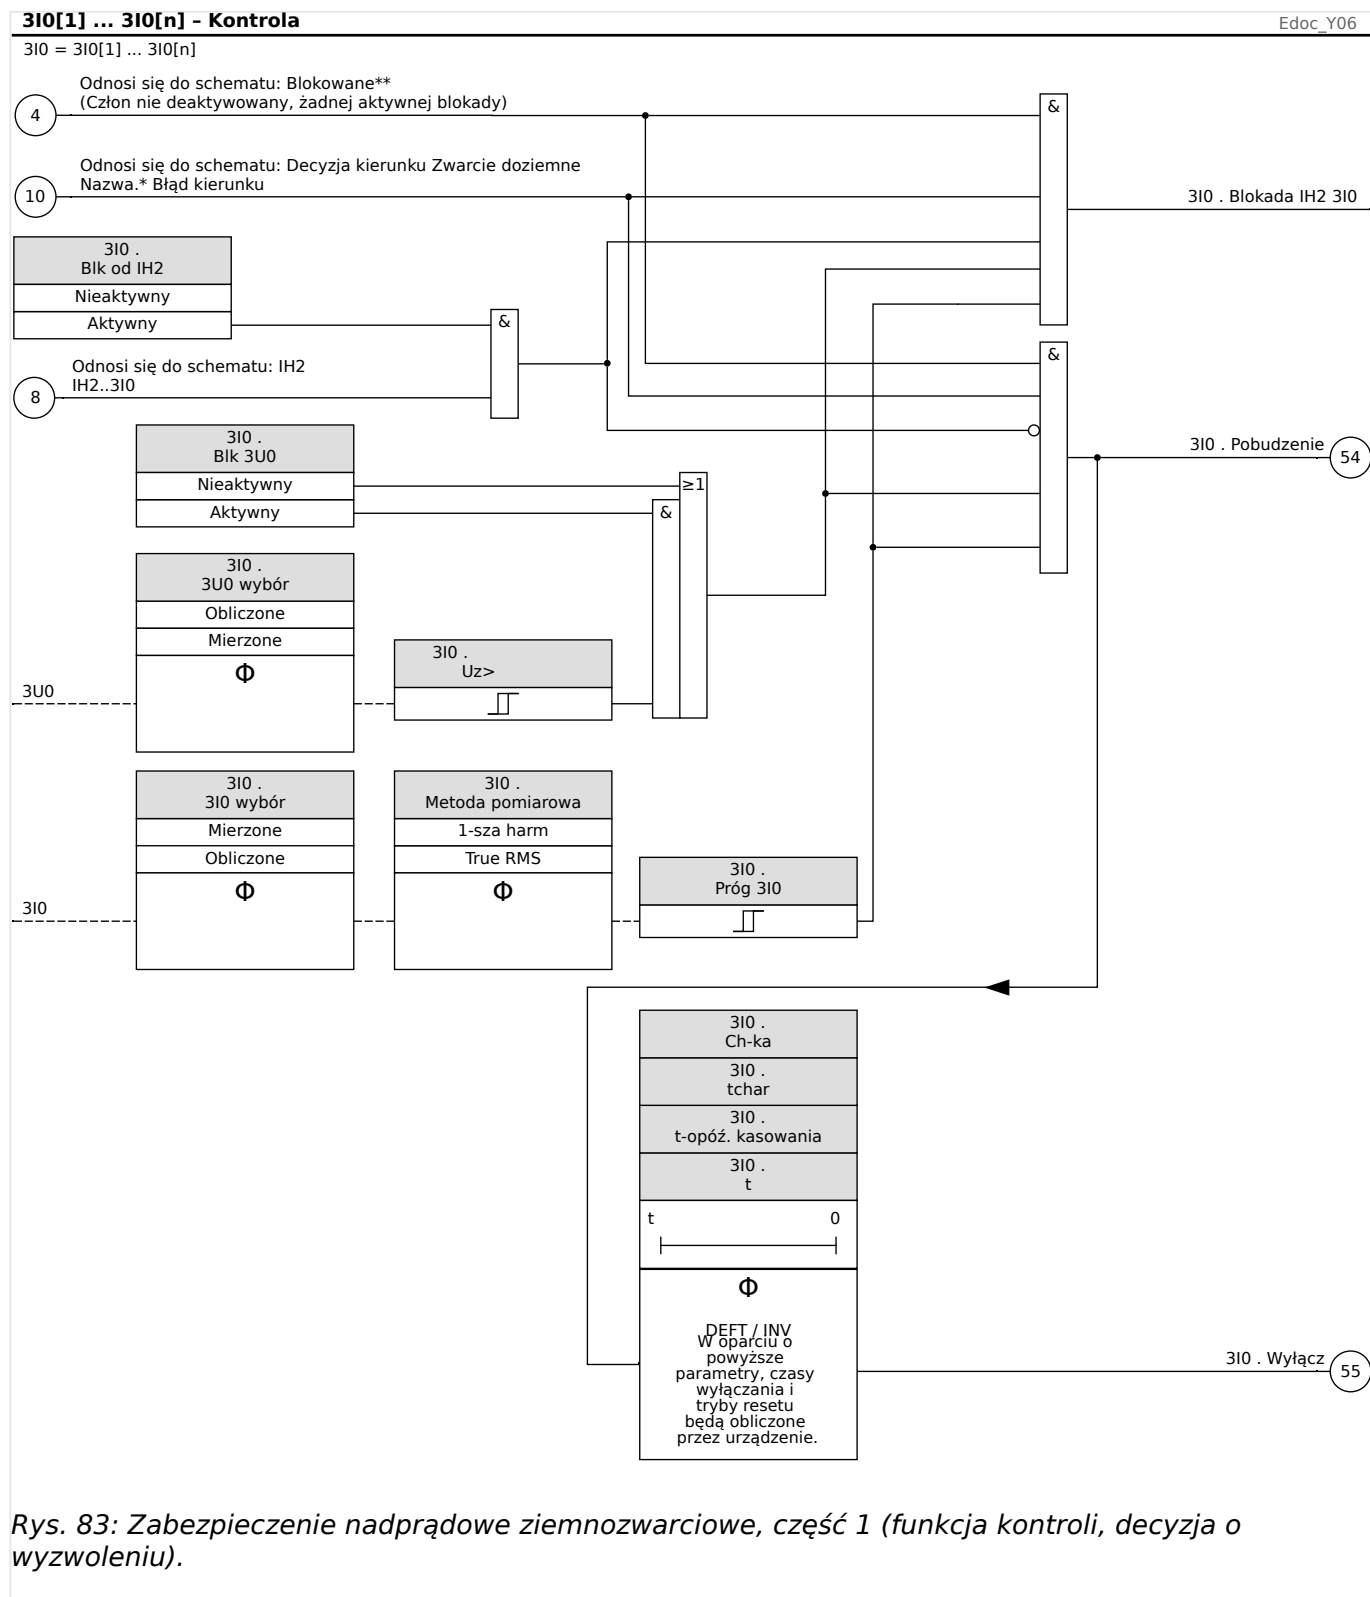 3I0[1] ... 3I0[n] – Kontrola
Edoc_Y06
3I0 = 3I0[1] ... 3I0[n]
Odnosi się do schematu: Blokowane**
(Człon nie deaktywowany, żadnej aktywnej blokady)
4
&
Odnosi się do schematu: Decyzja kierunku Zwarcie doziemne
Nazwa.* Błąd kierunku
10
3I0 . Blokada IH2 3I0
3I0 .
Blk od IH2
Nieaktywny
Aktywny
&
Odnosi się do schematu: IH2
IH2..3I0
8
&
3I0 . Pobudzenie
54
3I0 .
Blk 3U0
Nieaktywny
Aktywny
≥1
&
3I0 .
3U0 wybór
Obliczone
Mierzone
Φ
3U0
3I0 .
Uz>
3I0 .
3I0 wybór
Mierzone
Obliczone
Φ
3I0
3I0 .
Metoda pomiarowa
1-sza harm
True RMS
Φ
3I0 .
Próg 3I0
3I0 .
Ch-ka
3I0 .
tchar
3I0 .
t-opóź. kasowania
3I0 .
t
t 0
Φ
DEFT / INV
W oparciu o
powyższe
parametry, czasy
wyłączania i
tryby resetu
będą obliczone
przez urządzenie.
3I0 . Wyłącz
55
Rys. 83: Zabezpieczenie nadprądowe ziemnozwarciowe, część 1 (funkcja kontroli, decyzja o
wyzwoleniu).